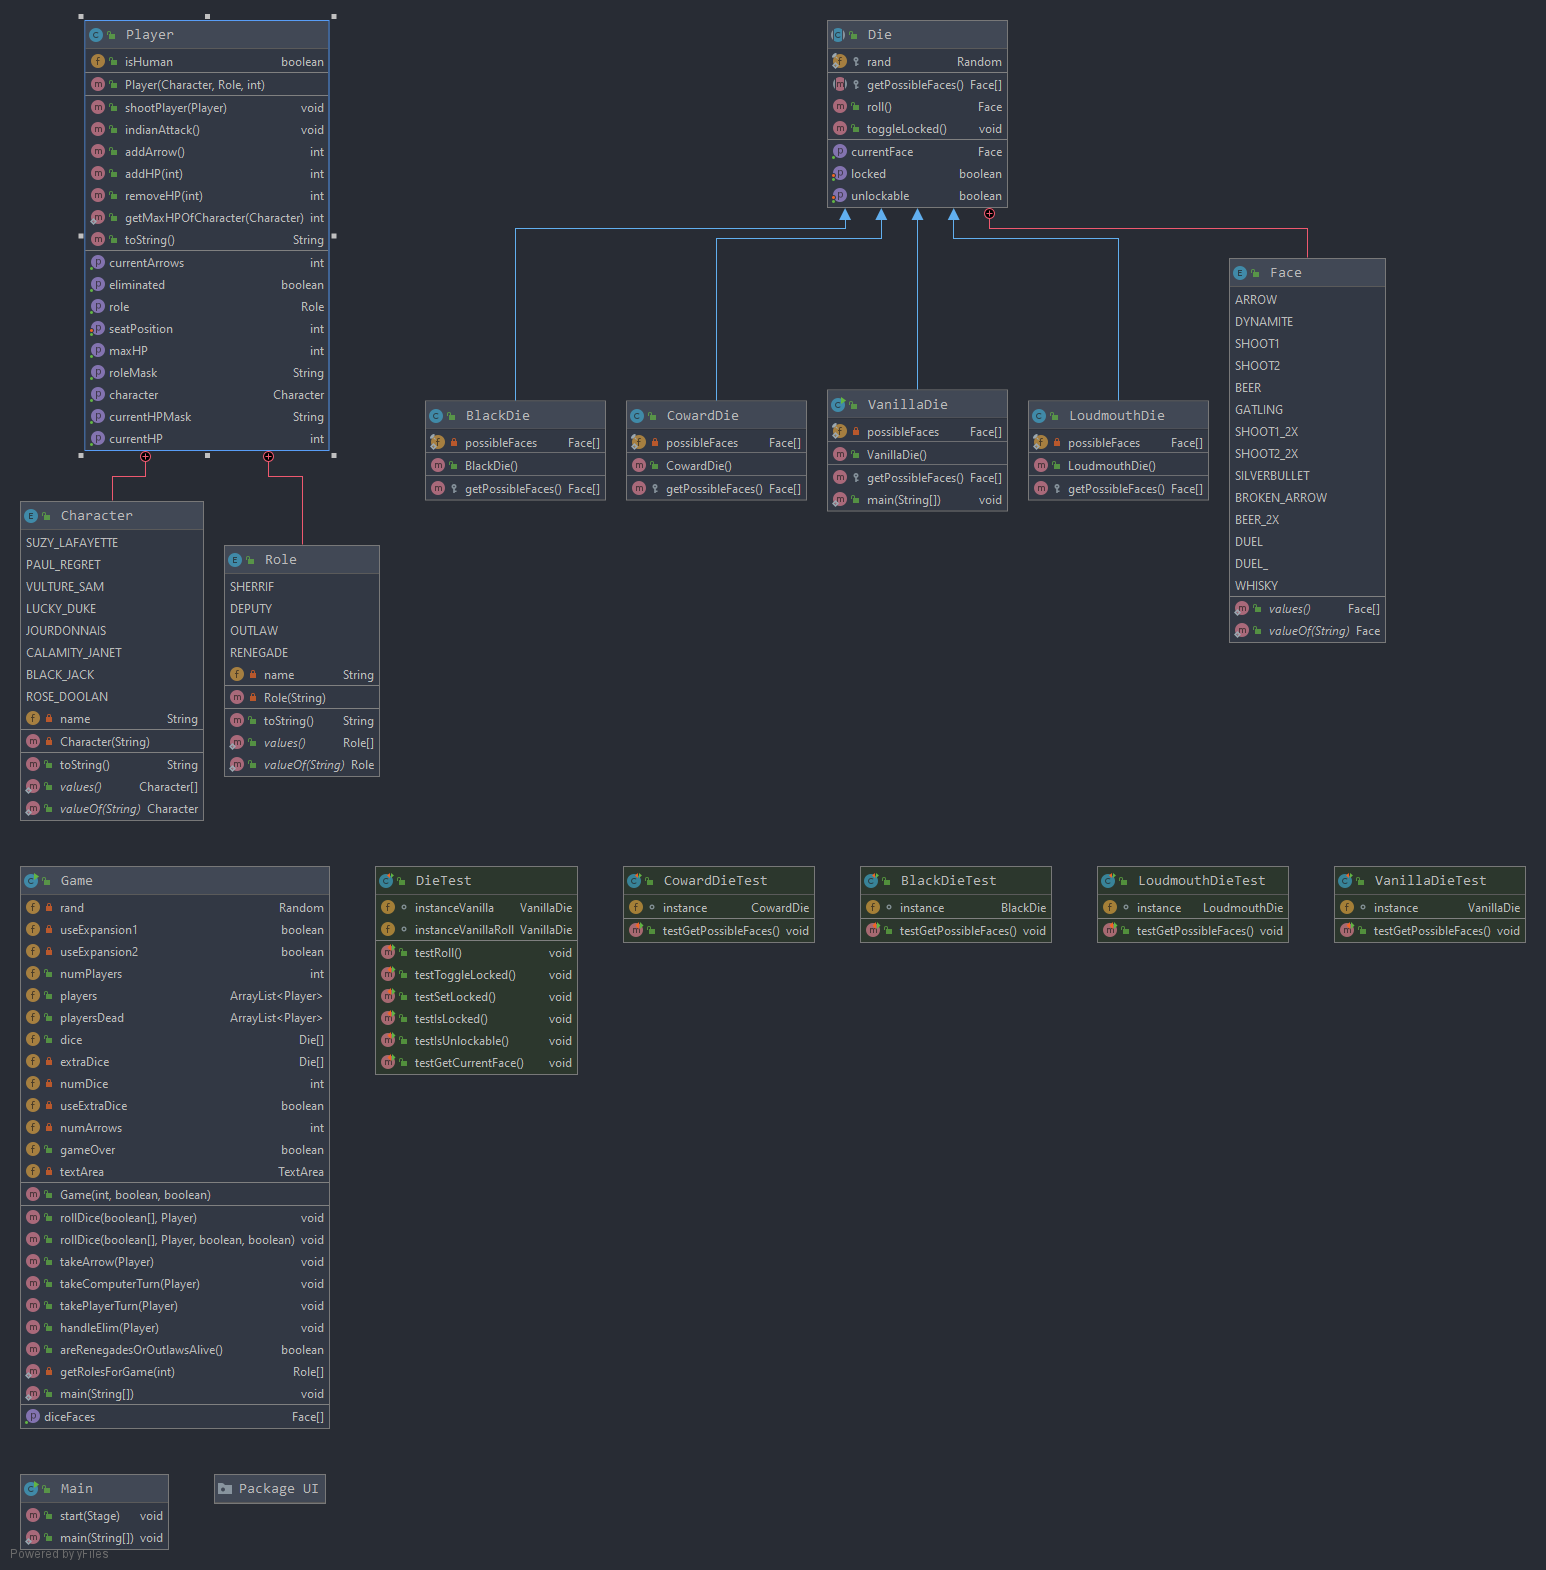 Player
isHuman boolean
Player(Character, Role, int)
shootPlayer(Player) void
indianAttack() void
addArrow() int
addHP(int) int
removeHP(int) int
getMaxHPOfCharacter(Character) int
toString() String
currentArrows int
eliminated boolean
role Role
seatPosition int
maxHP int
roleMask String
character Character
currentHPMask String
currentHP int
Die
rand Random
getPossibleFaces() Face[]
roll() Face
toggleLocked() void
currentFace Face
locked boolean
unlockable boolean
Face
ARROW
DYNAMITE
SHOOT1
SHOOT2
BEER
GATLING
SHOOT1_2X
SHOOT2_2X
SILVERBULLET
BROKEN_ARROW
BEER_2X
DUEL
DUEL_
WHISKY
values() Face[]
valueOf(String) Face
BlackDie
possibleFaces Face[]
BlackDie()
getPossibleFaces() Face[]
CowardDie
possibleFaces Face[]
CowardDie()
getPossibleFaces() Face[]
VanillaDie
possibleFaces Face[]
VanillaDie()
getPossibleFaces() Face[]
main(String[]) void
LoudmouthDie
possibleFaces Face[]
LoudmouthDie()
getPossibleFaces() Face[]
Character
SUZY_LAFAYETTE
PAUL_REGRET
VULTURE_SAM
LUCKY_DUKE
JOURDONNAIS
CALAMITY_JANET
BLACK_JACK
ROSE_DOOLAN
name String
Character(String)
toString() String
values() Character[]
valueOf(String) Character
Role
SHERRIF
DEPUTY
OUTLAW
RENEGADE
name String
Role(String)
toString() String
values() Role[]
valueOf(String) Role
Game
rand Random
useExpansion1 boolean
useExpansion2 boolean
numPlayers int
players ArrayList<Player>
playersDead ArrayList<Player>
dice Die[]
extraDice Die[]
numDice int
useExtraDice boolean
numArrows int
gameOver boolean
textArea TextArea
Game(int, boolean, boolean)
rollDice(boolean[], Player) void
rollDice(boolean[], Player, boolean, boolean) void
takeArrow(Player) void
takeComputerTurn(Player) void
takePlayerTurn(Player) void
handleElim(Player) void
areRenegadesOrOutlawsAlive() boolean
getRolesForGame(int) Role[]
main(String[]) void
diceFaces Face[]
DieTest
instanceVanilla VanillaDie
instanceVanillaRoll VanillaDie
testRoll() void
testToggleLocked() void
testSetLocked() void
testIsLocked() void
testIsUnlockable() void
testGetCurrentFace() void
CowardDieTest
instance CowardDie
testGetPossibleFaces() void
BlackDieTest
instance BlackDie
testGetPossibleFaces() void
LoudmouthDieTest
instance LoudmouthDie
testGetPossibleFaces() void
VanillaDieTest
instance VanillaDie
testGetPossibleFaces() void
Main
start(Stage) void
main(String[]) void
Package UI
Powered by yFiles